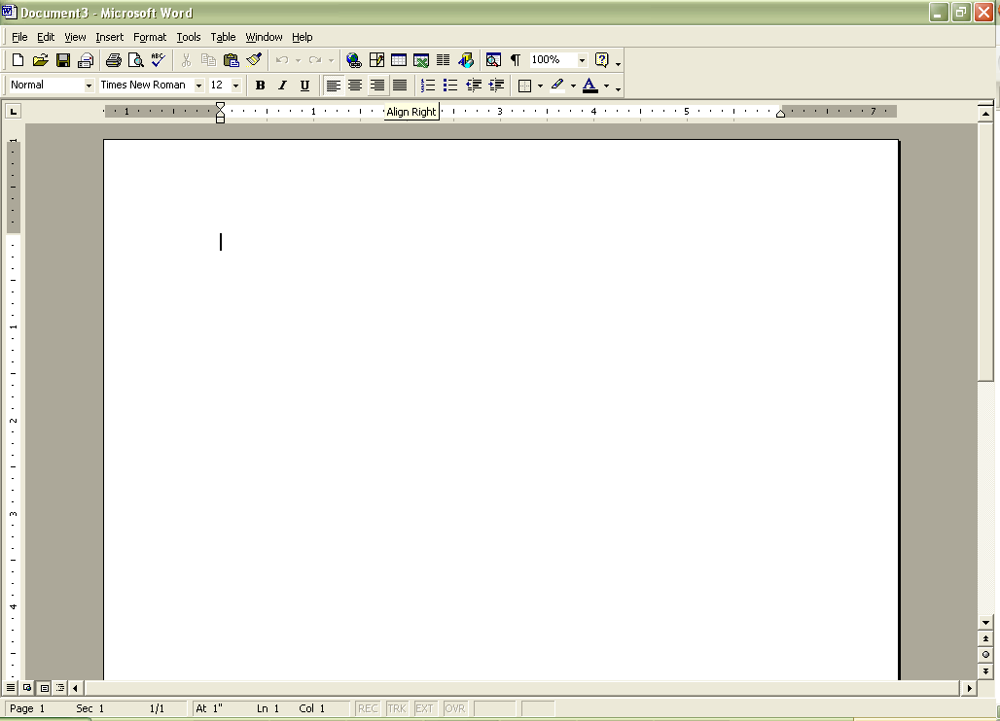 Document3 - Microsoft Word
File Edit View Insert Format Tools Table Window Help
ABC 100% ?
Normal Times New Roman 12 B I U A
L 1 1 Align Right 3 4 5 7
1
1
2
3
4
Page 1 Sec 1 1/1 At 1" Ln 1 Col 1 REC TRK EXT OVR